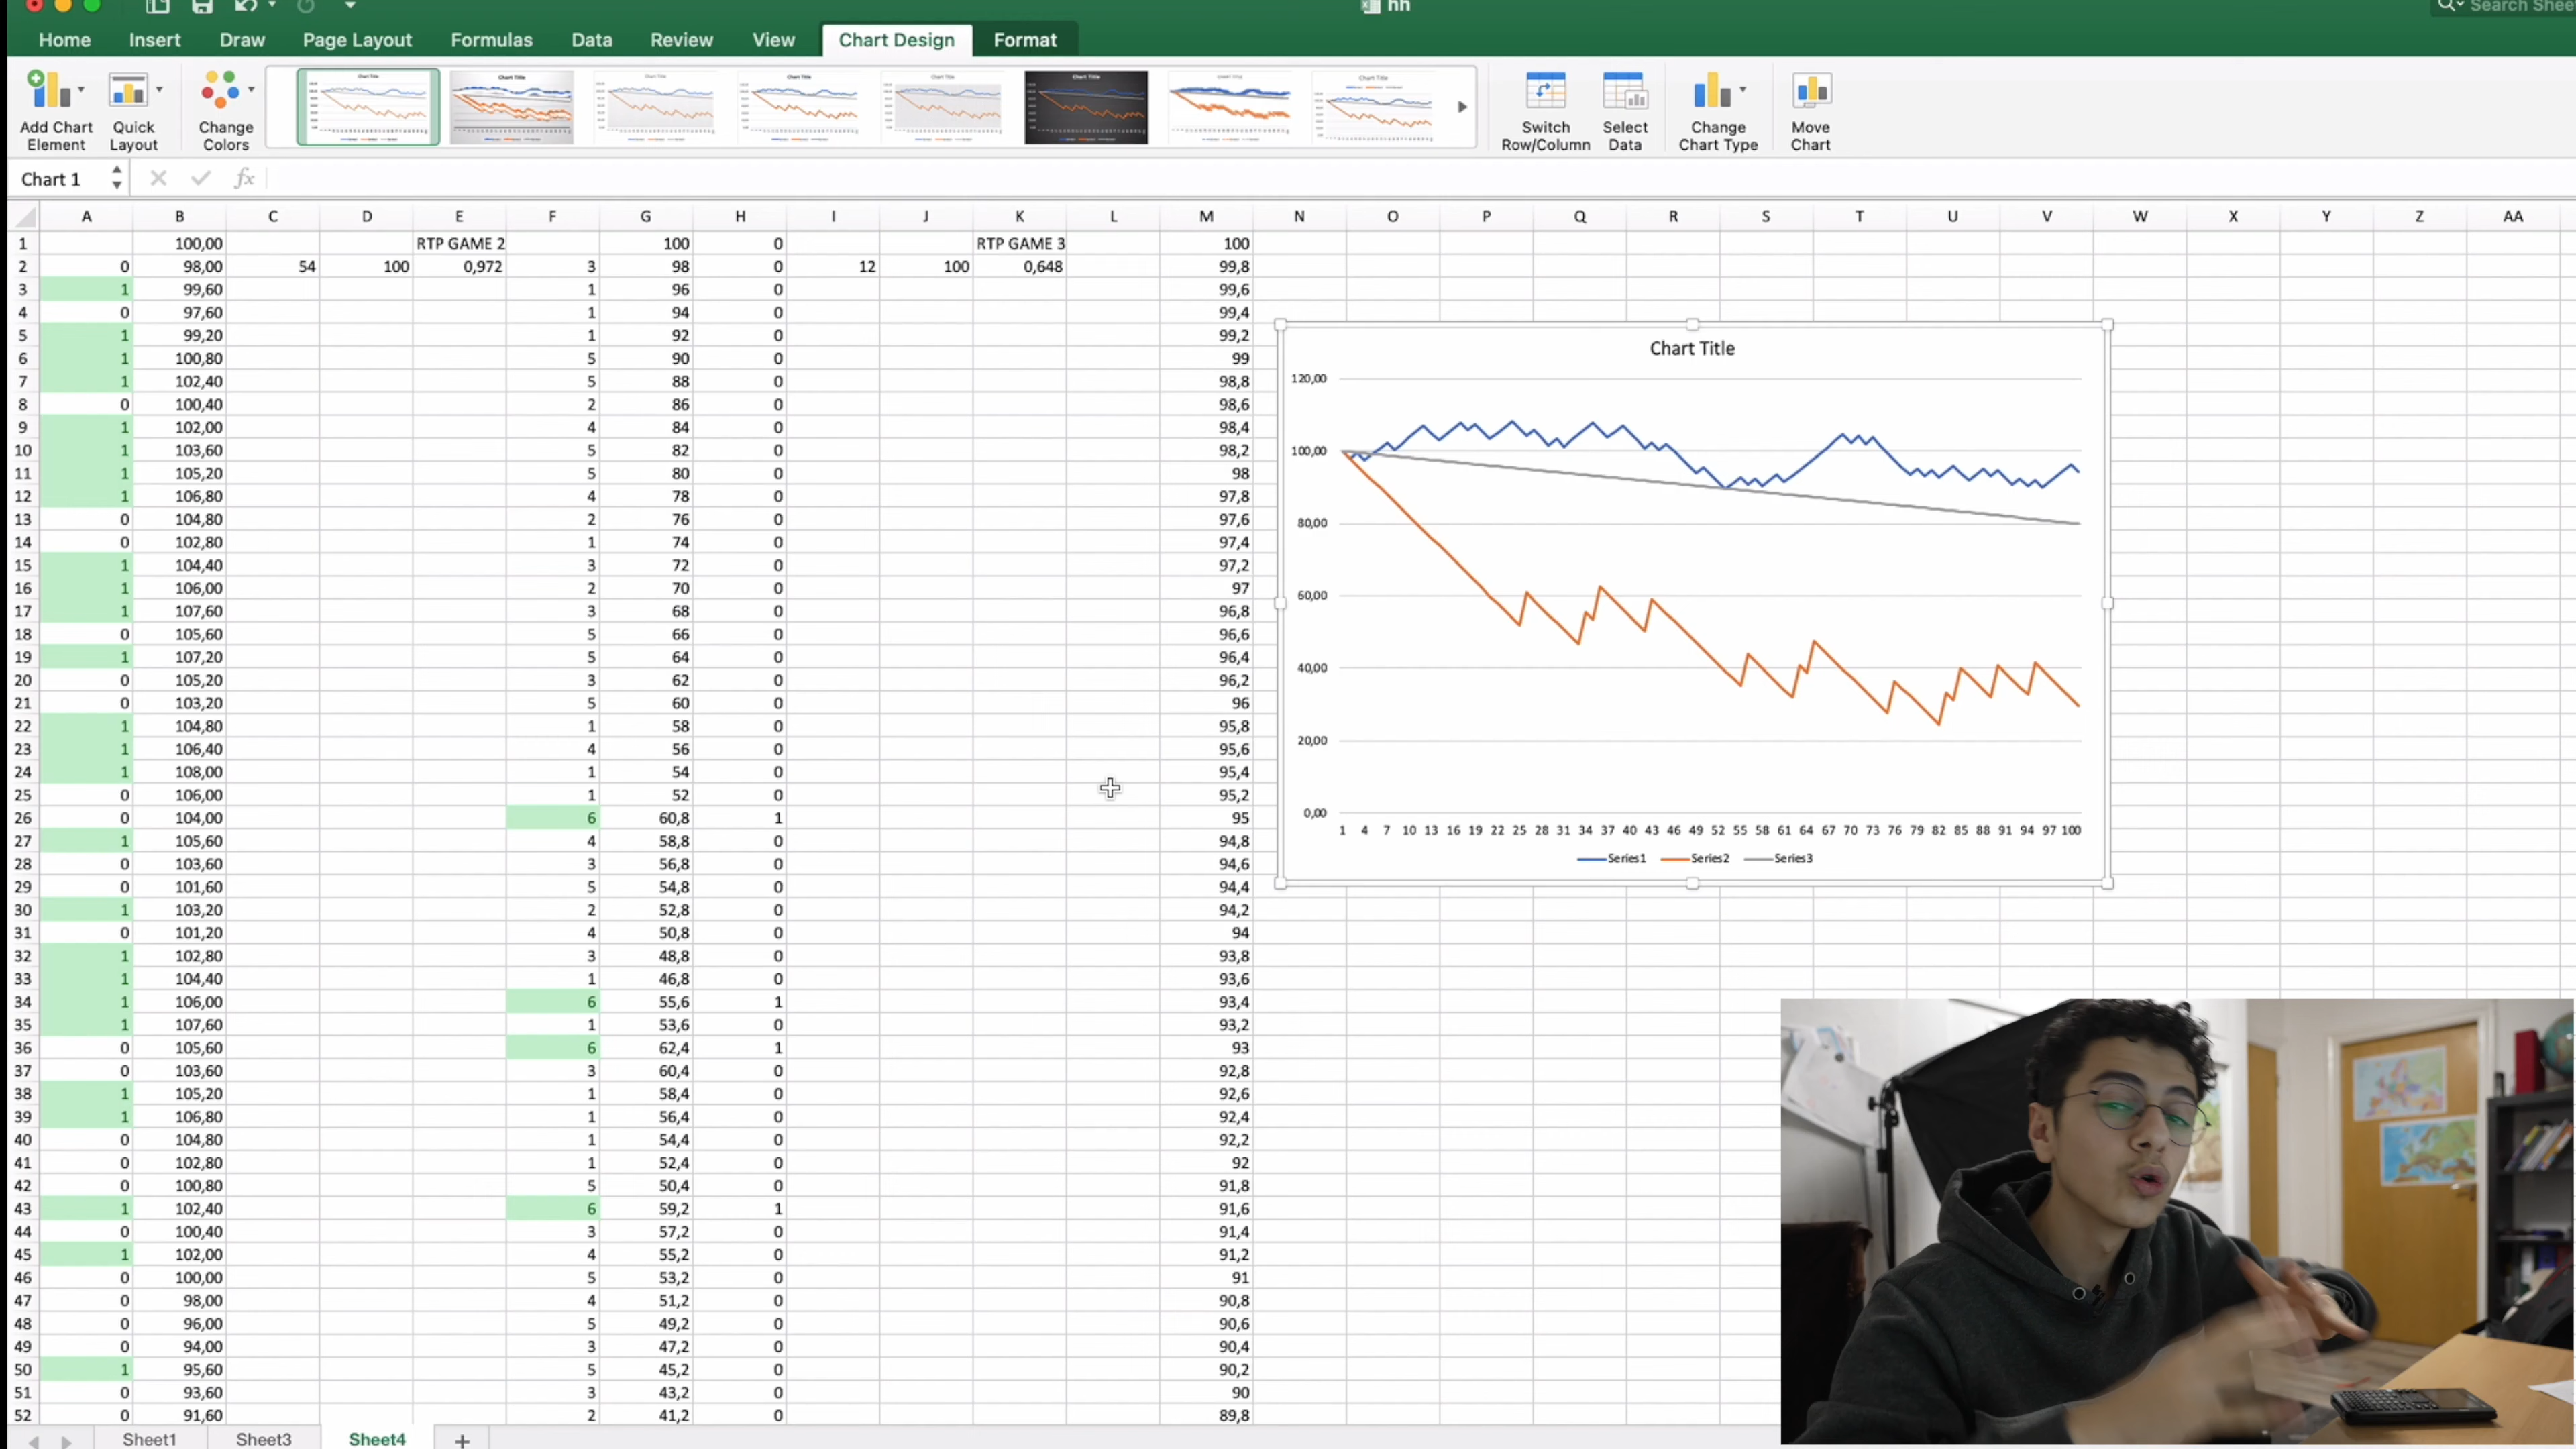 hh
Search Shee
Home Insert Draw Page Layout Formulas Data Review View Chart Design Format
Add Chart Element Quick Layout Change Colors Switch Row/Column Select Data Change Chart Type Move Chart
Chart 1 fx
A B C D E F G H I J K L M N O P Q R S T U V W X Y Z AA
1 100,00 RTP GAME 2 100 0 RTP GAME 3 100
2 0 98,00 54 100 0,972 3 98 0 12 100 0,648 99,8
3 1 99,60 1 96 0 99,6
4 0 97,60 1 94 0 99,4
5 1 99,20 1 92 0 99,2
6 1 100,80 5 90 0 99
7 1 102,40 5 88 0 98,8
8 0 100,40 2 86 0 98,6
9 1 102,00 4 84 0 98,4
10 1 103,60 5 82 0 98,2
11 1 105,20 5 80 0 98
12 1 106,80 4 78 0 97,8
13 0 104,80 2 76 0 97,6
14 0 102,80 1 74 0 97,4
15 1 104,40 3 72 0 97,2
16 1 106,00 2 70 0 97
17 1 107,60 3 68 0 96,8
18 0 105,60 5 66 0 96,6
19 1 107,20 5 64 0 96,4
20 0 105,20 3 62 0 96,2
21 0 103,20 5 60 0 96
22 1 104,80 1 58 0 95,8
23 1 106,40 4 56 0 95,6
24 1 108,00 1 54 0 95,4
25 0 106,00 1 52 0 95,2
26 0 104,00 6 60,8 1 95
27 1 105,60 4 58,8 0 94,8
28 0 103,60 3 56,8 0 94,6
29 0 101,60 5 54,8 0 94,4
30 1 103,20 2 52,8 0 94,2
31 0 101,20 4 50,8 0 94
32 1 102,80 3 48,8 0 93,8
33 1 104,40 1 46,8 0 93,6
34 1 106,00 6 55,6 1 93,4
35 1 107,60 1 53,6 0 93,2
36 0 105,60 6 62,4 1 93
37 0 103,60 3 60,4 0 92,8
38 1 105,20 1 58,4 0 92,6
39 1 106,80 1 56,4 0 92,4
40 0 104,80 1 54,4 0 92,2
41 0 102,80 1 52,4 0 92
42 0 100,80 5 50,4 0 91,8
43 1 102,40 6 59,2 1 91,6
44 0 100,40 3 57,2 0 91,4
45 1 102,00 4 55,2 0 91,2
46 0 100,00 5 53,2 0 91
47 0 98,00 4 51,2 0 90,8
48 0 96,00 5 49,2 0 90,6
49 0 94,00 3 47,2 0 90,4
50 1 95,60 5 45,2 0 90,2
51 0 93,60 3 43,2 0 90
52 0 91,60 2 41,2 0 89,8
Chart Title
120,00
100,00
80,00
60,00
40,00
20,00
0,00
1 4 7 10 13 16 19 22 25 28 31 34 37 40 43 46 49 52 55 58 61 64 67 70 73 76 79 82 85 88 91 94 97 100
Series1 Series2 Series3
Sheet1 Sheet3 Sheet4 +